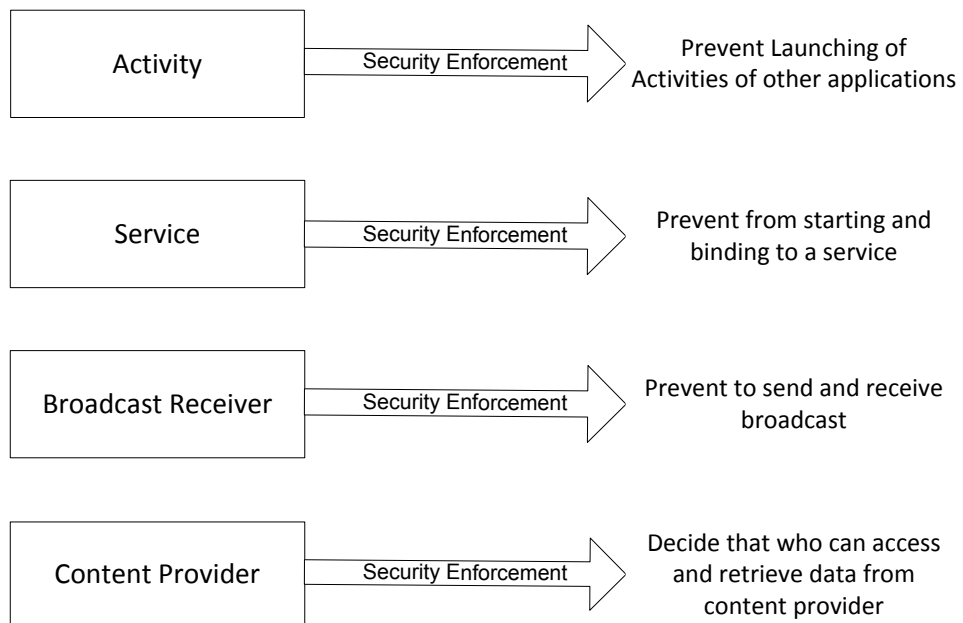 Activity
Security Enforcement
Prevent Launching of
Activities of other applications
Service
Security Enforcement
Prevent from starting and
binding to a service
Broadcast Receiver
Security Enforcement
Prevent to send and receive
broadcast
Content Provider
Security Enforcement
Decide that who can access
and retrieve data from
content provider